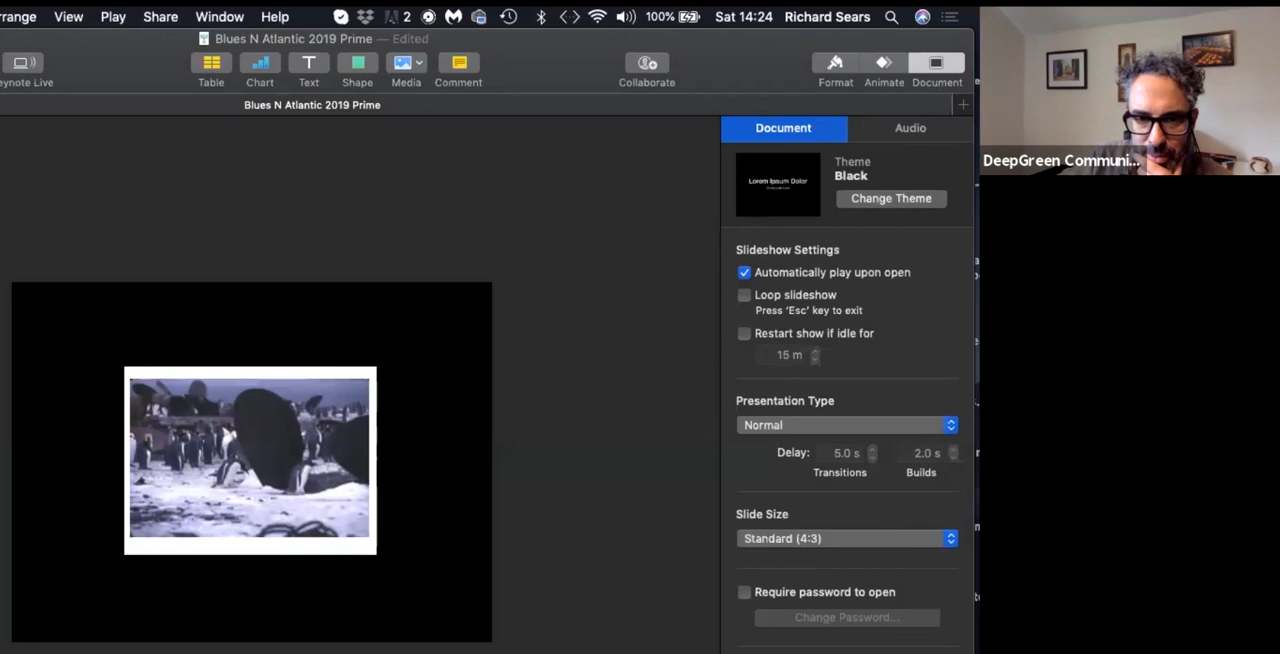 rrange View Play Share Window Help 2 100% Sat 14:24 Richard Sears
Blues N Atlantic 2019 Prime — Edited
eynote Live Table Chart Text Shape Media Comment Collaborate Format Animate Document
Blues N Atlantic 2019 Prime
Document Audio
Lorem Ipsum Dolor
Theme
Black
Change Theme
Slideshow Settings
Automatically play upon open
Loop slideshow
Press 'Esc' key to exit
Restart show if idle for
15 m
Presentation Type
Normal
Delay: 5.0 s 2.0 s
Transitions Builds
Slide Size
Standard (4:3)
Require password to open
Change Password...
DeepGreen Communi...